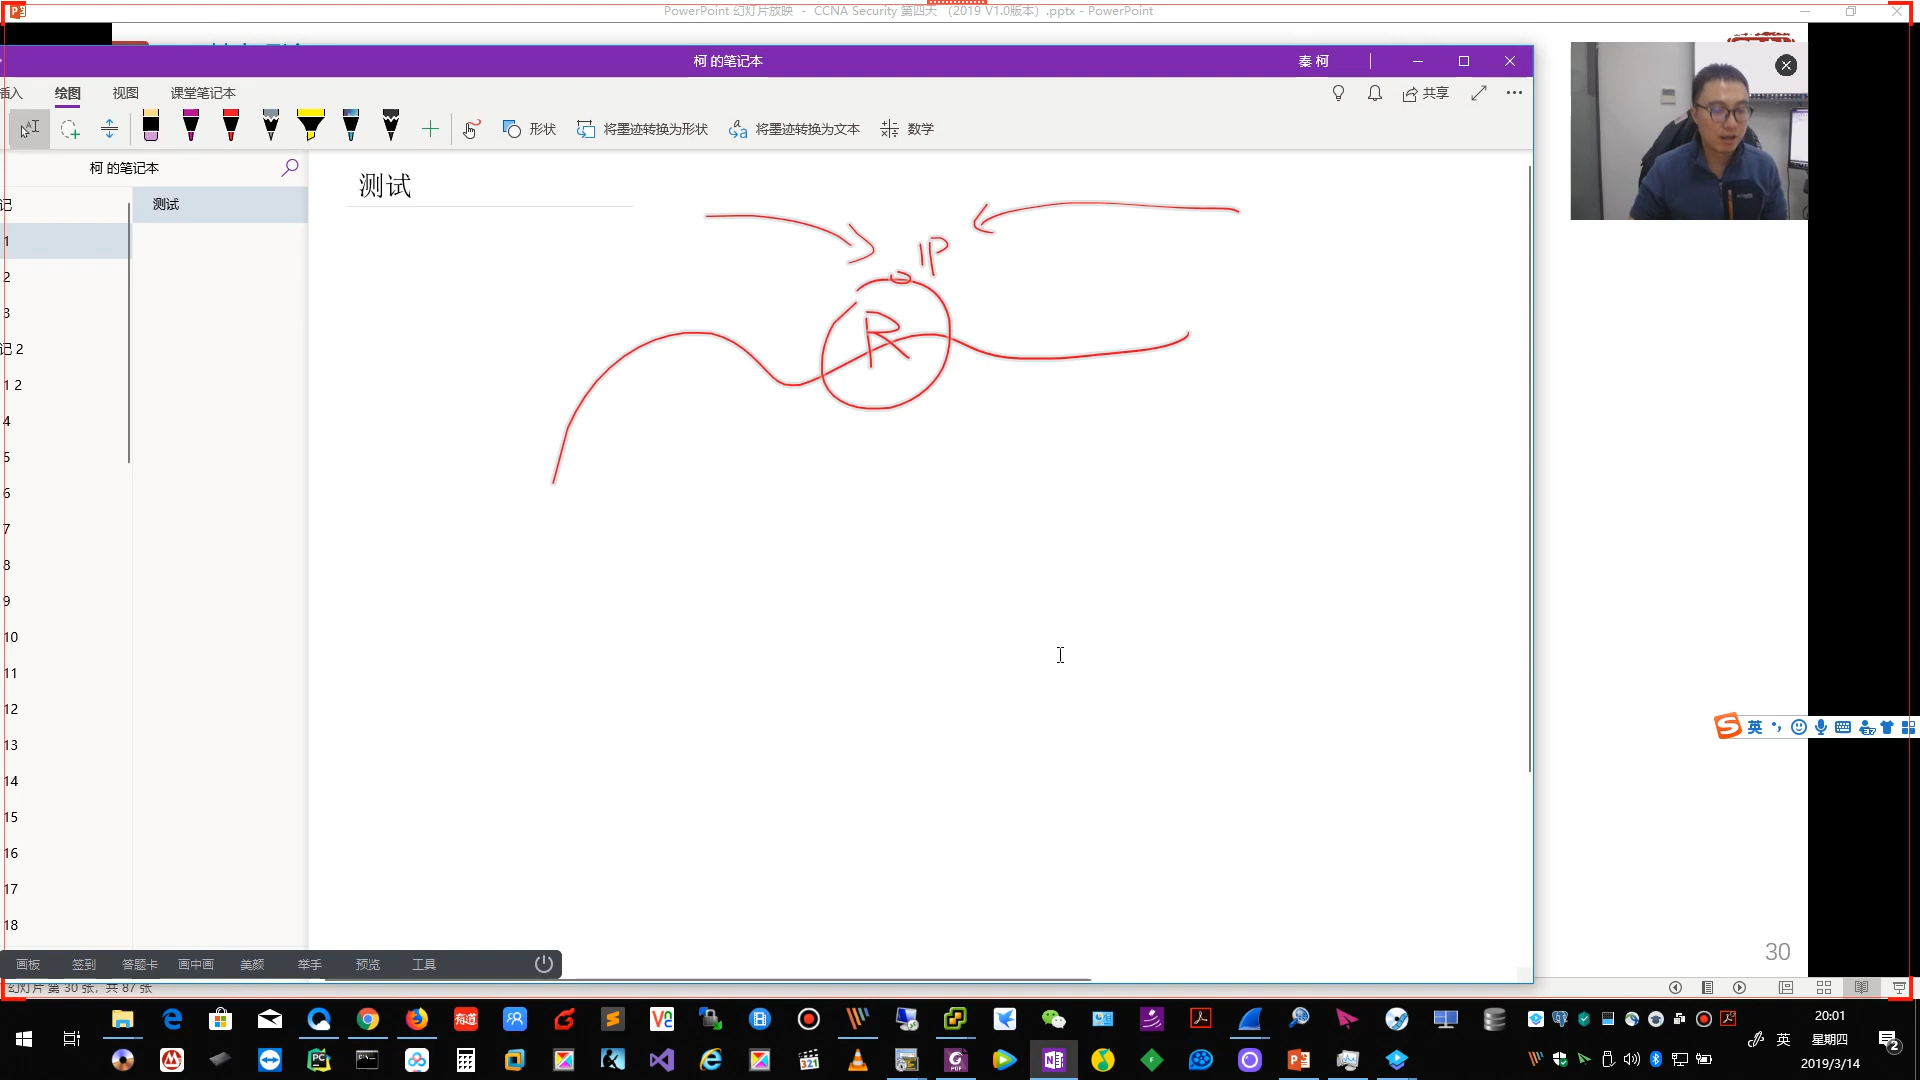 PowerPoint 幻灯片放映 - CCNA Security 第四天 （2019 V1.0版本）.pptx - PowerPoint
柯 的笔记本
秦 柯
插入
绘图
视图
课堂笔记本
共享
形状
将墨迹转换为形状
将墨迹转换为文本
数学
柯 的笔记本
测试
记
测试
1
2
3
记 2
1 2
4
5
6
7
8
9
10
11
12
13
14
15
16
17
18
IP
R
英
30
画板
签到
答题卡
画中画
美颜
举手
预览
工具
幻灯片 第 30 张，共 87 张
有道
20:01
英
星期四
2019/3/14
2